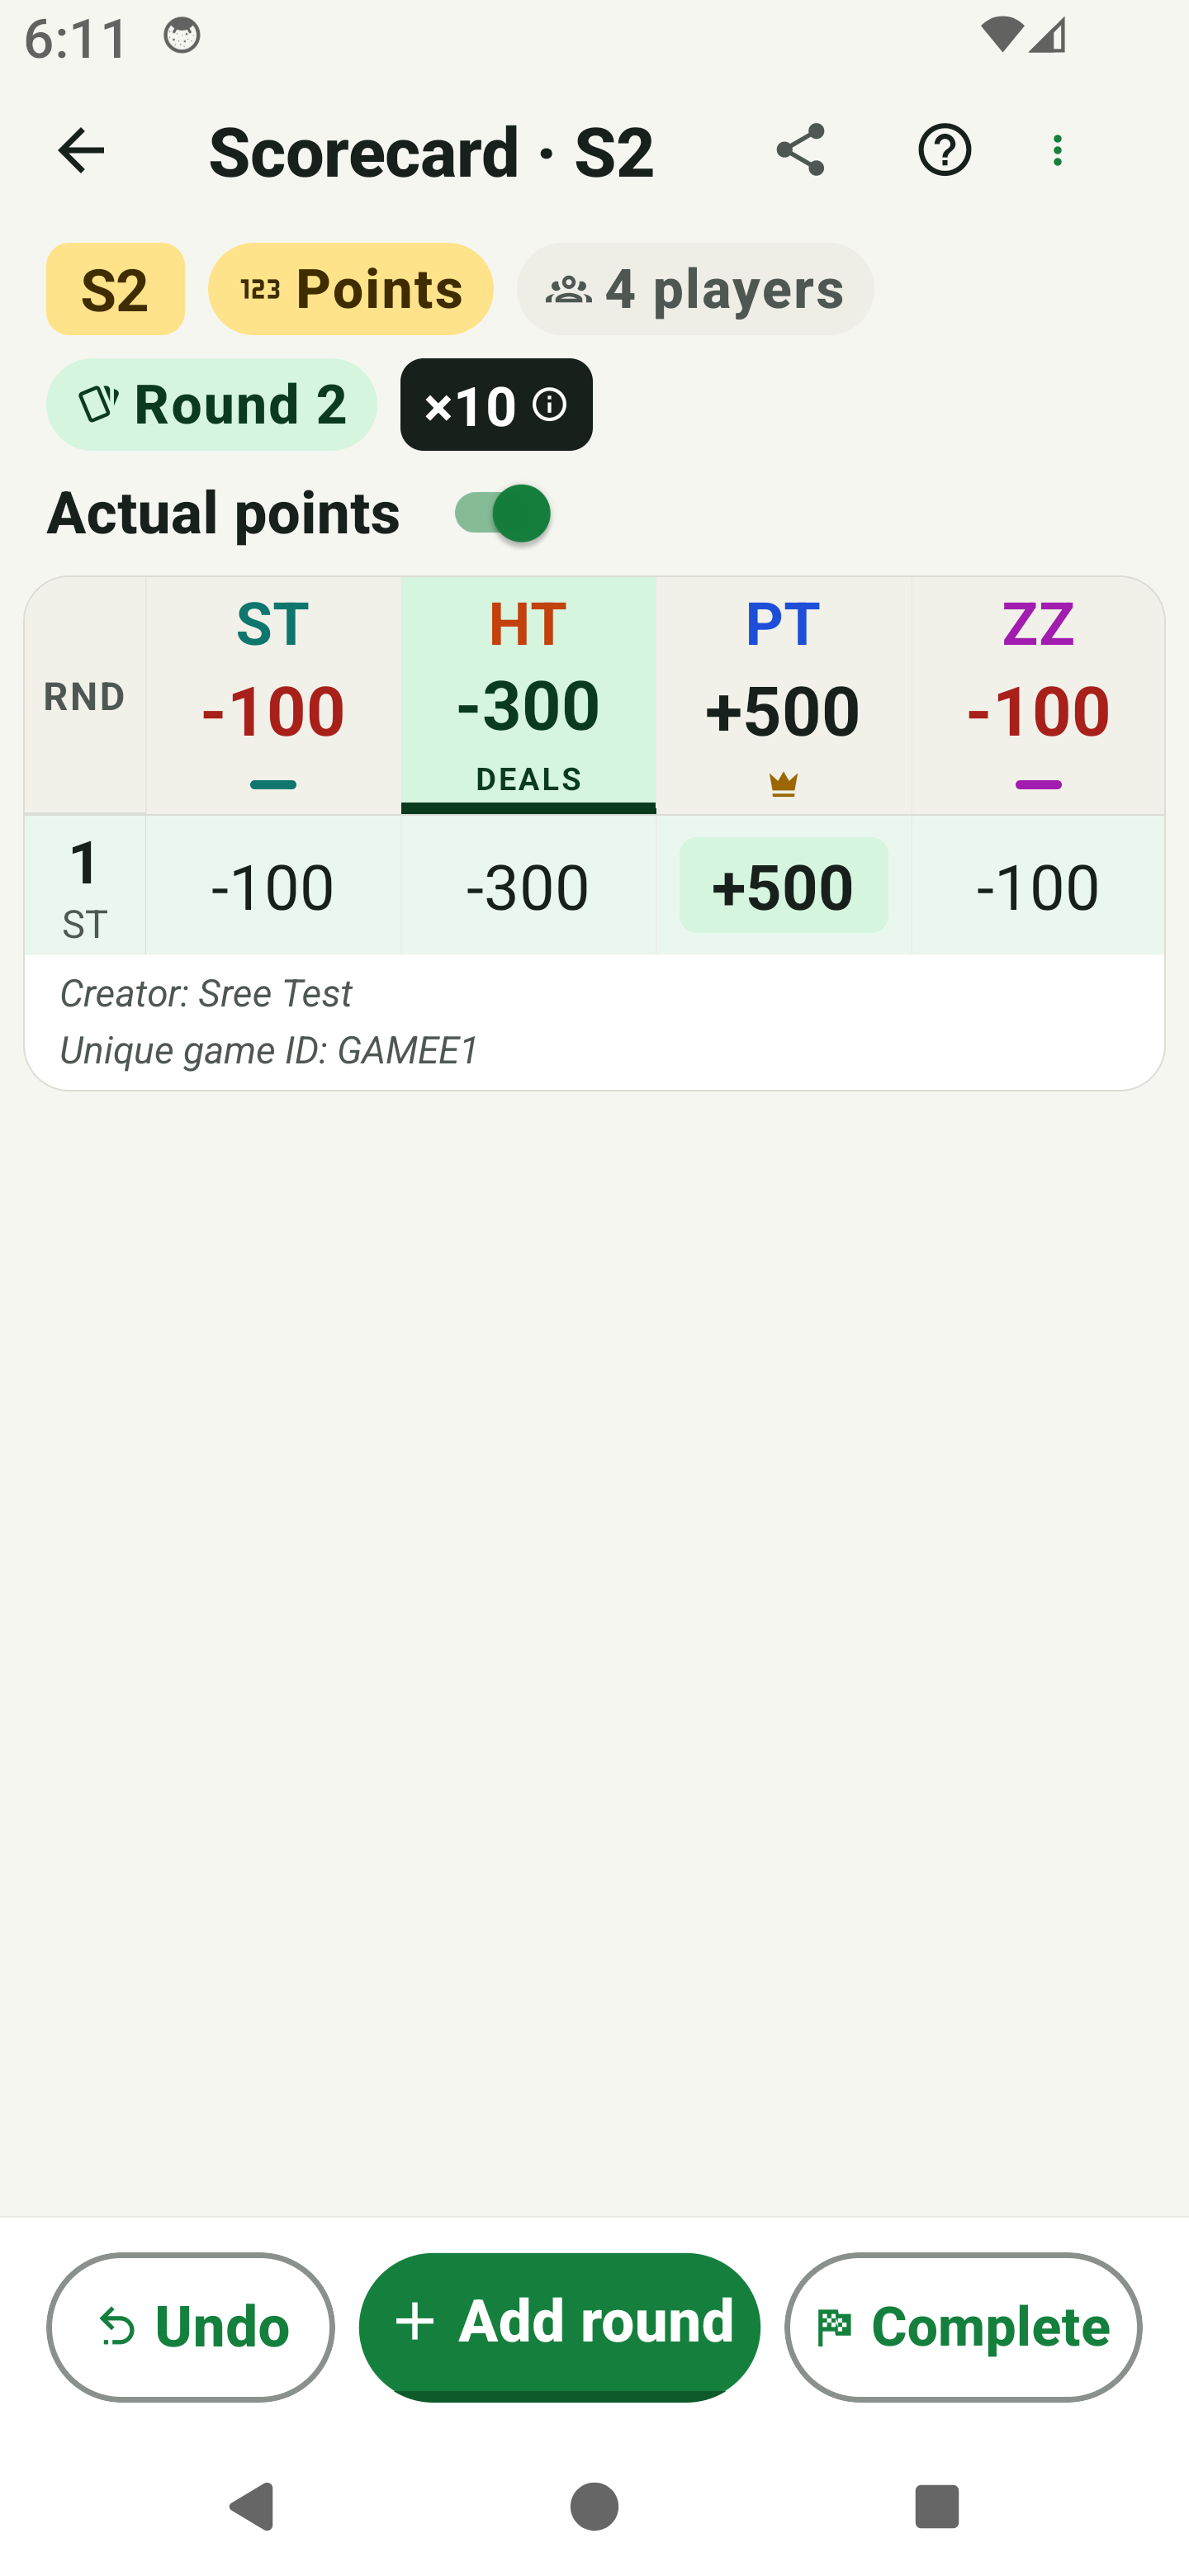 6:11
Scorecard · S2
S2
123 Points
4 players
Round 2
×10
Actual points
RND
ST
HT
PT
ZZ
-100
-300
+500
-100
DEALS
1
ST
-100
-300
+500
-100
Creator: Sree Test
Unique game ID: GAMEE1
Undo
+ Add round
Complete